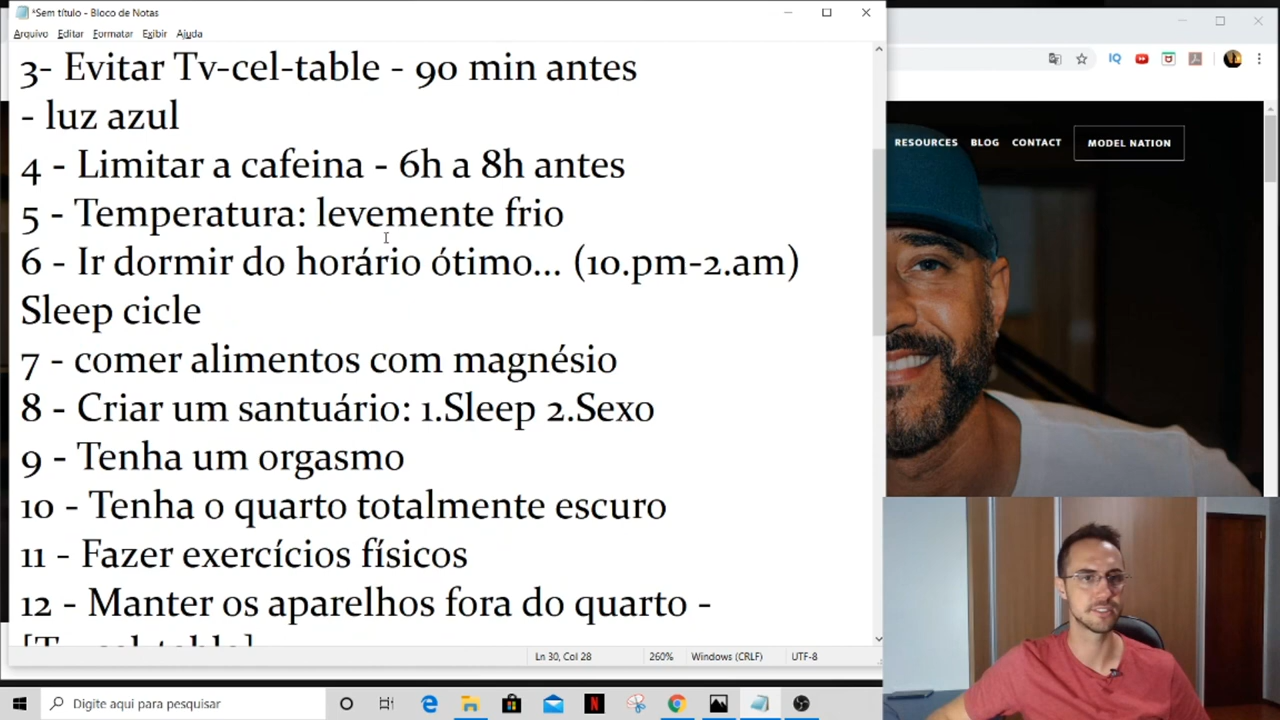 *Sem título - Bloco de Notas
Arquivo Editar Formatar Exibir Ajuda
3- Evitar Tv-cel-table - 90 min antes
- luz azul
4 - Limitar a cafeina - 6h a 8h antes
5 - Temperatura: levemente frio
6 - Ir dormir do horário ótimo... (10.pm-2.am)
Sleep cicle
7 - comer alimentos com magnésio
8 - Criar um santuário: 1.Sleep 2.Sexo
9 - Tenha um orgasmo
10 - Tenha o quarto totalmente escuro
11 - Fazer exercícios físicos
12 - Manter os aparelhos fora do quarto -
[Tv-cel-table]
Ln 30, Col 28 260% Windows (CRLF) UTF-8
IQ
RESOURCES BLOG CONTACT MODEL NATION
Digite aqui para pesquisar